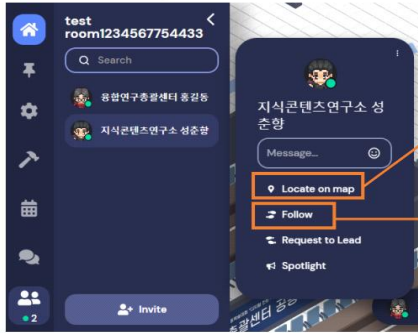 test
room1234567754433
Search
융합연구총괄센터 홍길동
지식콘텐츠연구소 성춘향
2
Invite
지식콘텐츠연구소 성
춘향
Message...
Locate on map
Follow
Request to Lead
Spotlight